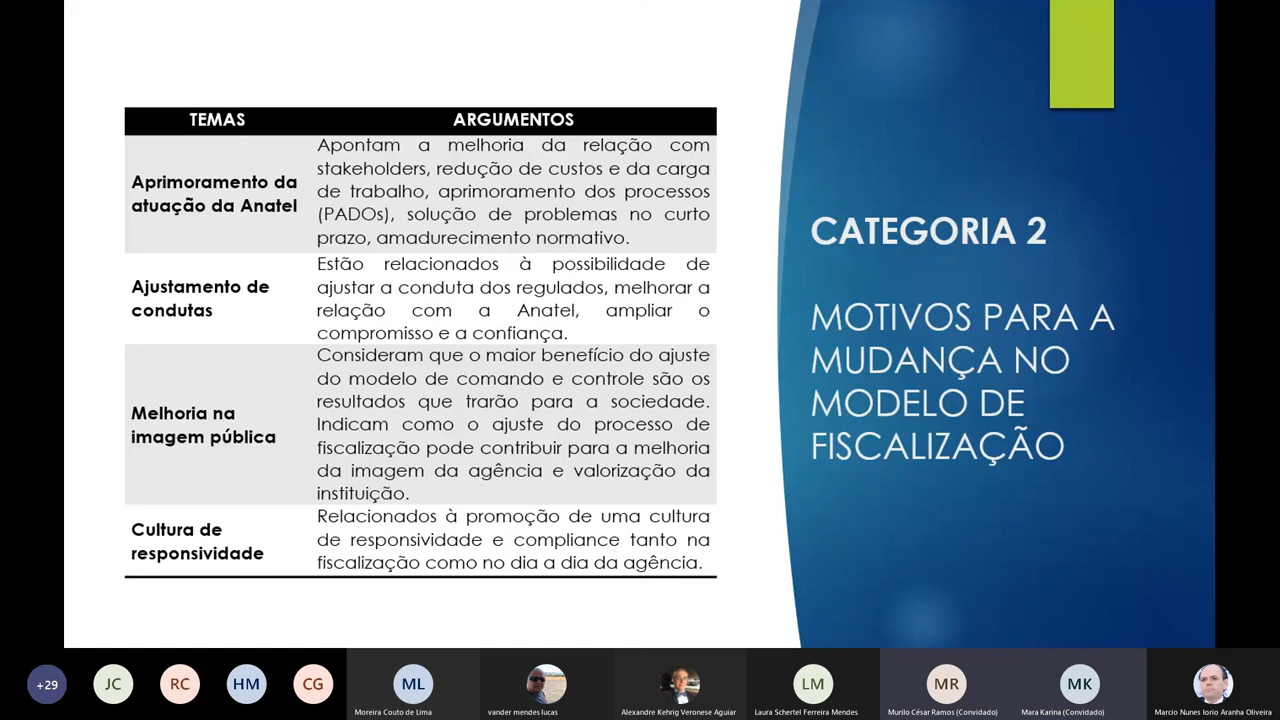 TEMAS ARGUMENTOS
Aprimoramento da
atuação da Anatel
Apontam a melhoria da relação com
stakeholders, redução de custos e da carga
de trabalho, aprimoramento dos processos
(PADOs), solução de problemas no curto
prazo, amadurecimento normativo.
Ajustamento de
condutas
Estão relacionados à possibilidade de
ajustar a conduta dos regulados, melhorar a
relação com a Anatel, ampliar o
compromisso e a confiança.
Melhoria na
imagem pública
Consideram que o maior benefício do ajuste
do modelo de comando e controle são os
resultados que trarão para a sociedade.
Indicam como o ajuste do processo de
fiscalização pode contribuir para a melhoria
da imagem da agência e valorização da
instituição.
Cultura de
responsividade
Relacionados à promoção de uma cultura
de responsividade e compliance tanto na
fiscalização como no dia a dia da agência.
CATEGORIA 2
MOTIVOS PARA A
MUDANÇA NO
MODELO DE
FISCALIZAÇÃO
+29
JC
RC
HM
CG
ML
Moreira Couto de Lima
vander mendes lucas
Alexandre Kehrig Veronese Aguiar
LM
Laura Schertel Ferreira Mendes
MR
Murilo César Ramos (Convidado)
MK
Mara Karina (Convidado)
Marcio Nunes Iorio Aranha Oliveira